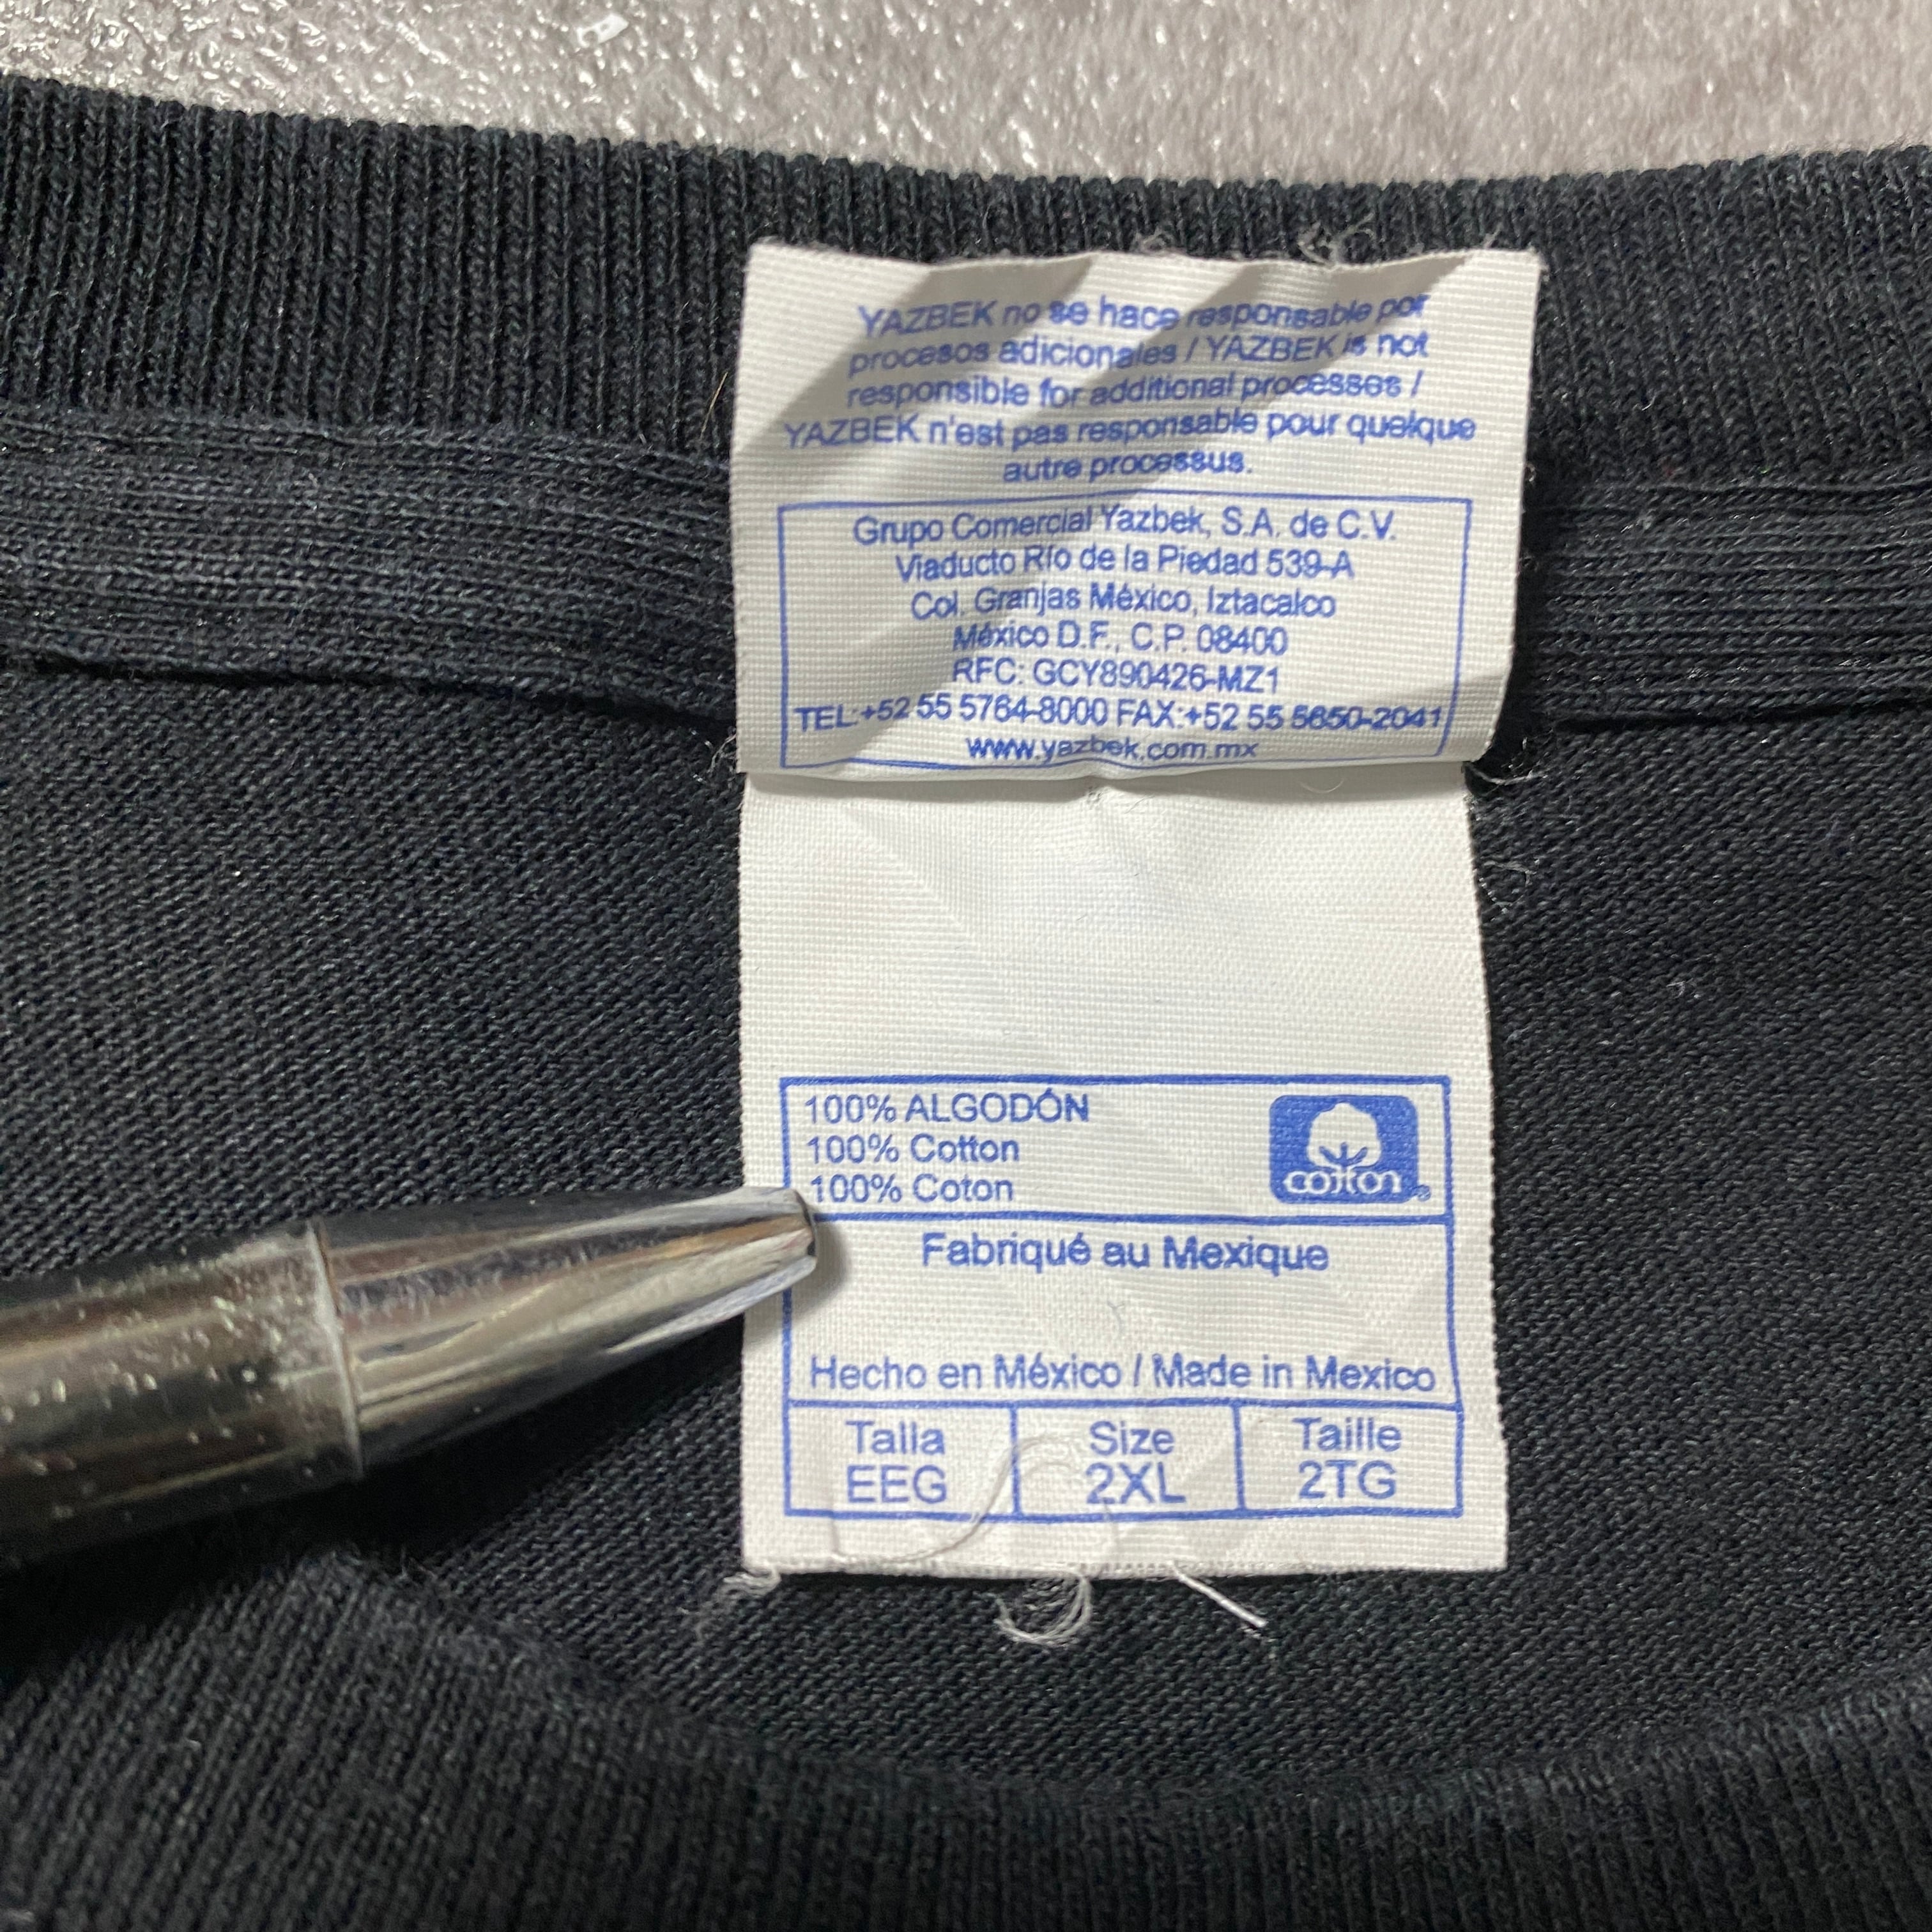 YAZBEK no se hace responsable por
procesos adicionales / YAZBEK is not
responsible for additional processes /
YAZBEK n'est pas responsable pour quelque
autre processus.
Grupo Comercial Yazbek, S.A. de C.V.
Viaducto Río de la Piedad 539-A
Col. Granjas México, Iztacalco
México D.F., C.P. 08400
RFC: GCY890426-MZ1
TEL:+52 55 5764-8000 FAX:+52 55 5650-2041
www.yazbek.com.mx
100% ALGODÓN
100% Cotton
100% Coton
cotton®
Fabriqué au Mexique
Hecho en México / Made in Mexico
Talla Size Taille
EEG 2XL 2TG